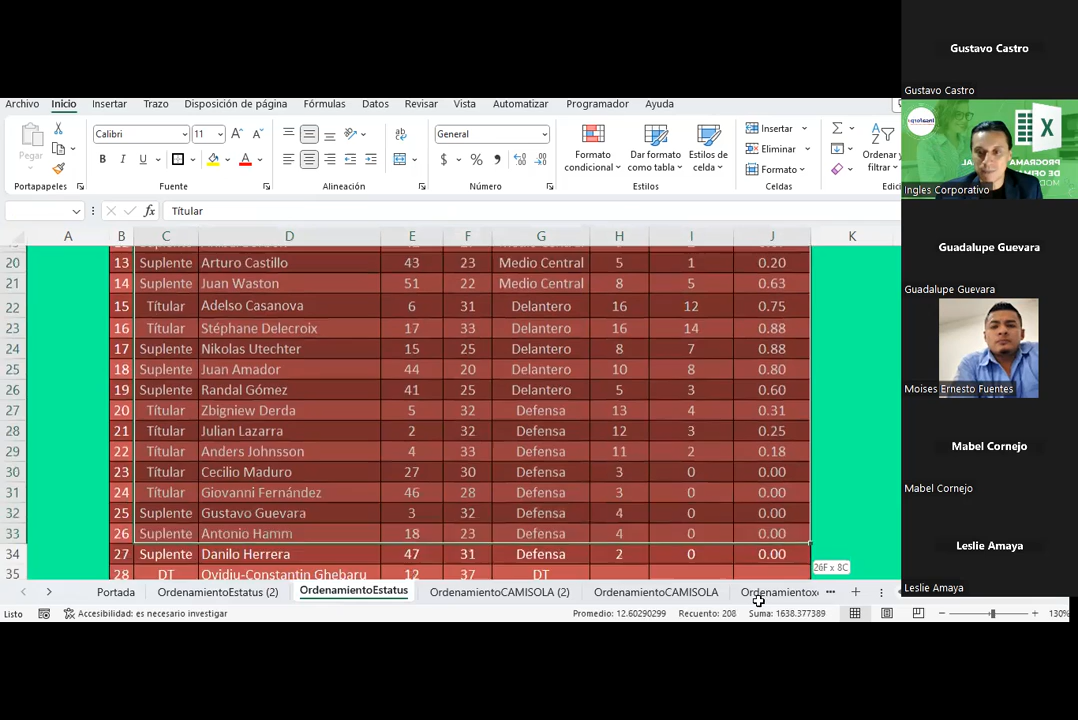 Gustavo Castro
Gustavo Castro
Ingles Corporativo
Guadalupe Guevara
Guadalupe Guevara
Moises Ernesto Fuentes
Mabel Cornejo
Mabel Cornejo
Leslie Amaya
Leslie Amaya
Archivo Inicio Insertar Trazo Disposición de página Fórmulas Datos Revisar Vista Automatizar Programador Ayuda
Pegar
Calibri 11
N K S
General
$ % 
Formato condicional
Dar formato como tabla
Estilos de celda
Insertar
Eliminar
Formato
Ordenar y filtrar
Portapapeles Fuente Alineación Número Estilos Celdas
fx Títular
A B C D E F G H I J K
20 13 Suplente Arturo Castillo 43 23 Medio Central 5 1 0.20
21 14 Suplente Juan Waston 51 22 Medio Central 8 5 0.63
22 15 Títular Adelso Casanova 6 31 Delantero 16 12 0.75
23 16 Títular Stéphane Delecroix 17 33 Delantero 16 14 0.88
24 17 Suplente Nikolas Utechter 15 25 Delantero 8 7 0.88
25 18 Suplente Juan Amador 44 20 Delantero 10 8 0.80
26 19 Suplente Randal Gómez 41 25 Delantero 5 3 0.60
27 20 Títular Zbigniew Derda 5 32 Defensa 13 4 0.31
28 21 Títular Julian Lazarra 2 32 Defensa 12 3 0.25
29 22 Títular Anders Johnsson 4 33 Defensa 11 2 0.18
30 23 Títular Cecilio Maduro 27 30 Defensa 3 0 0.00
31 24 Títular Giovanni Fernández 46 28 Defensa 3 0 0.00
32 25 Suplente Gustavo Guevara 3 32 Defensa 4 0 0.00
33 26 Suplente Antonio Hamm 18 23 Defensa 4 0 0.00
34 27 Suplente Danilo Herrera 47 31 Defensa 2 0 0.00
35 28 DT Ovidiu-Constantin Ghebaru 12 37 DT
26F x 8C
Portada OrdenamientoEstatus (2) OrdenamientoEstatus OrdenamientoCAMISOLA (2) OrdenamientoCAMISOLA
Listo Accesibilidad: es necesario investigar Promedio: 12.60290299 Recuento: 208 Suma: 1638.377389 130%